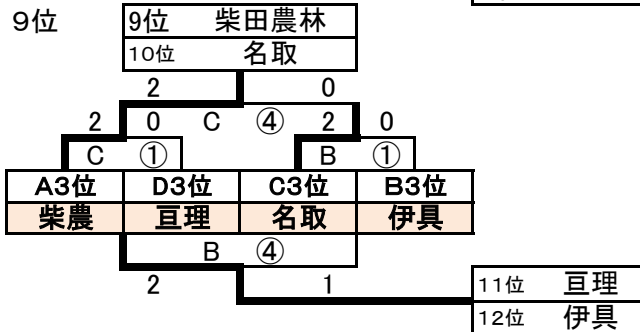 9位 9位 柴田農林
10位 名取
2 0
2 0 C ④ 2 0
C ① B ①
A3位 D3位 C3位 B3位
柴農 亘理 名取 伊具
B ④
2 1
11位 亘理
12位 伊具